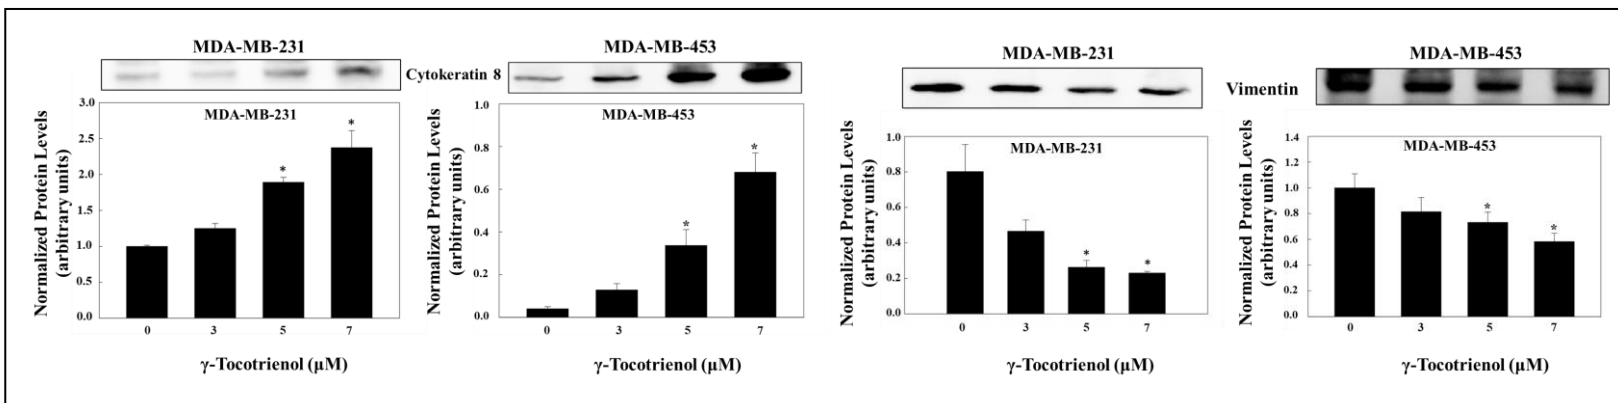 MDA-MB-231
MDA-MB-453
Cytokeratin 8
MDA-MB-231
3.0
2.5
2.0
1.5
1.0
0.5
0.0
* *
0 3 5 7
Normalized Protein Levels
(arbitrary units)
γ-Tocotrienol (μM)
MDA-MB-453
1.0
0.8
0.6
0.4
0.2
0.0
* *
0 3 5 7
Normalized Protein Levels
(arbitrary units)
γ-Tocotrienol (μM)
MDA-MB-231
MDA-MB-453
Vimentin
MDA-MB-231
1.0
0.8
0.6
0.4
0.2
0.0
* *
0 3 5 7
Normalized Protein Levels
(arbitrary units)
γ-Tocotrienol (μM)
MDA-MB-453
1.4
1.2
1.0
0.8
0.6
0.4
0.2
0.0
* *
0 3 5 7
Normalized Protein Levels
(arbitrary units)
γ-Tocotrienol (μM)